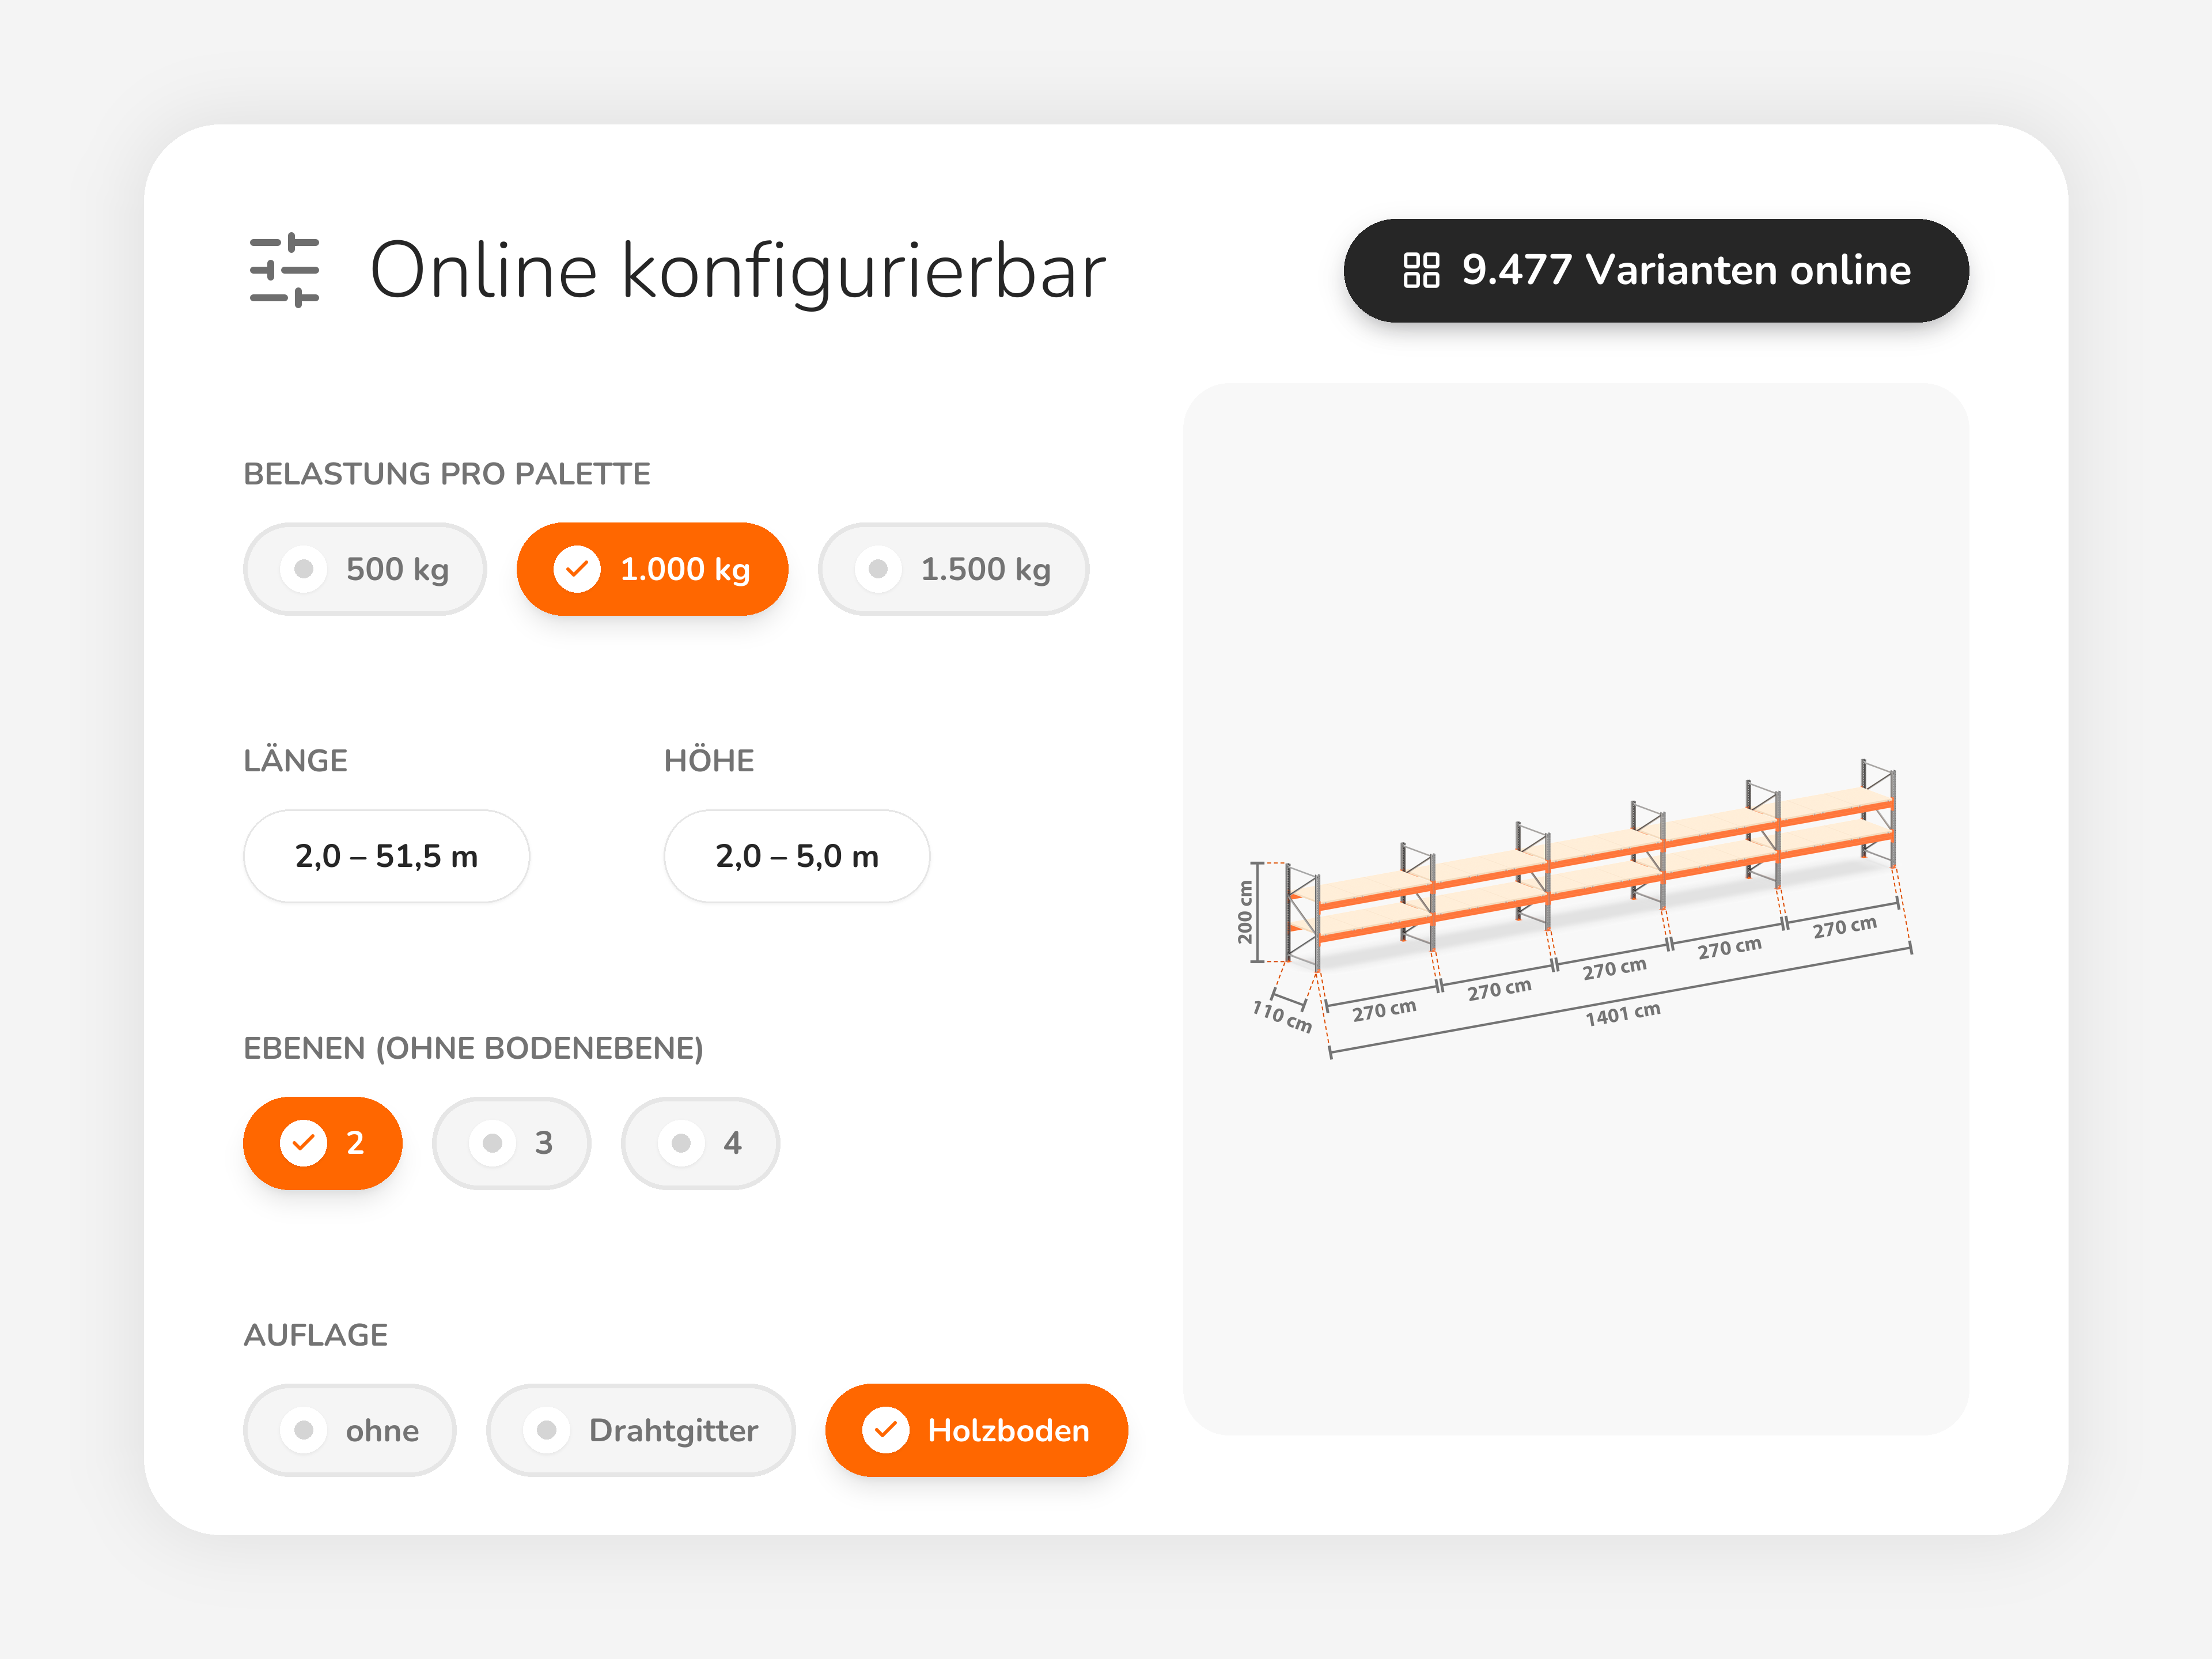 Online konfigurierbar
9.477 Varianten online
BELASTUNG PRO PALETTE
500 kg
1.000 kg
1.500 kg
LÄNGE
HÖHE
2,0 – 51,5 m
2,0 – 5,0 m
EBENEN (OHNE BODENEBENE)
2
3
4
AUFLAGE
ohne
Drahtgitter
Holzboden
200 cm
110 cm
270 cm
270 cm
270 cm
270 cm
270 cm
1401 cm